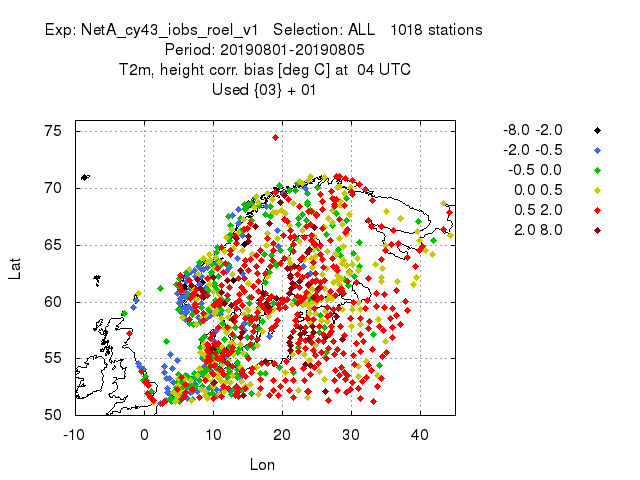 Exp: NetA_cy43_iobs_roel_v1   Selection: ALL   1018 stations
Period: 20190801-20190805
T2m, height corr. bias [deg C] at  04 UTC
Used {03} + 01
75
70
65
60
55
50
-10 0 10 20 30 40
Lat
Lon
-8.0 -2.0
-2.0 -0.5
-0.5 0.0
0.0 0.5
0.5 2.0
2.0 8.0